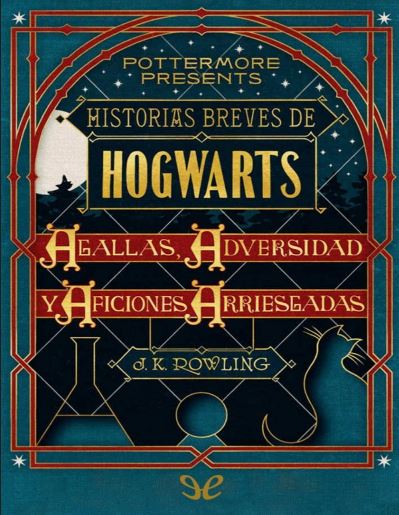 POTTERMORE
PRESENTS
HISTORIAS BREVES DE
HOGWARTS
AGALLAS, ADVERSIDAD
Y AFICIONES ARRIESGADAS
J. K. ROWLING